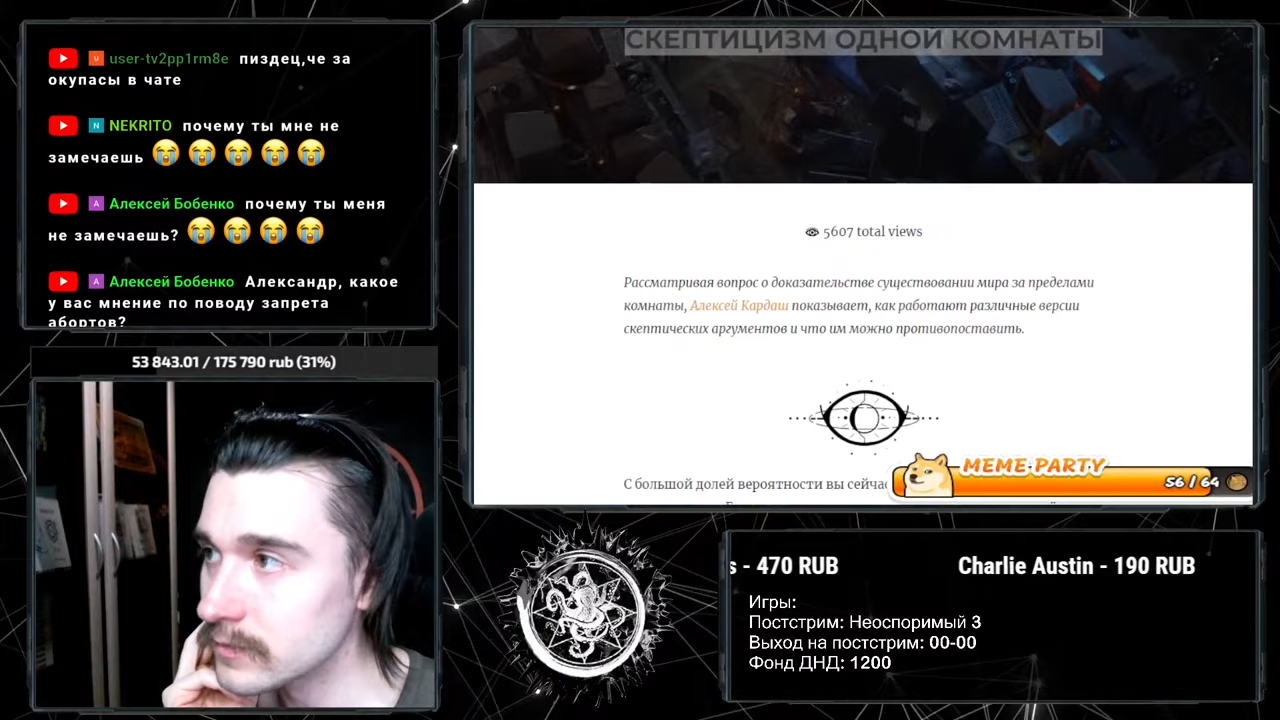 user-tv2pp1rm8e пиздец,че за
окупасы в чате
NEKRITO почему ты мне не
замечаешь
Алексей Бобенко почему ты меня
не замечаешь?
Алексей Бобенко Александр, какое
у вас мнение по поводу запрета
абортов?
53 843.01 / 175 790 rub (31%)
СКЕПТИЦИЗМ ОДНОЙ КОМНАТЫ
5607 total views
Рассматривая вопрос о доказательстве существовании мира за пределами
комнаты, Алексей Кардаш показывает, как работают различные версии
скептических аргументов и что им можно противопоставить.
С большой долей вероятности вы сейчас
MEME PARTY
56 / 64
s - 470 RUB
Charlie Austin - 190 RUB
Игры:
Постстрим: Неоспоримый 3
Выход на постстрим: 00-00
Фонд ДНД: 1200